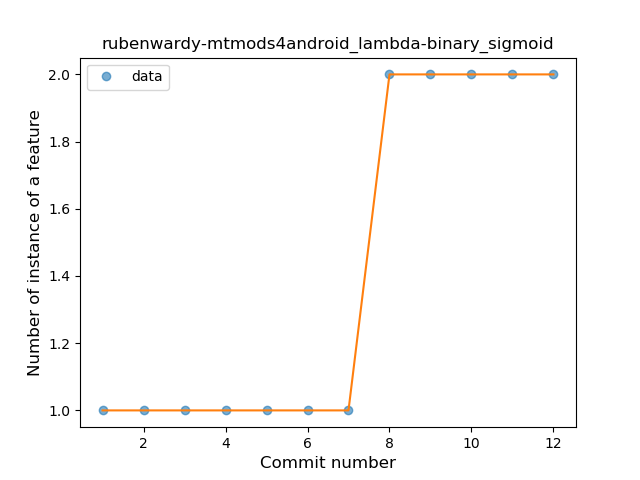 rubenwardy-mtmods4android_lambda-binary_sigmoid
data
Number of instance of a feature
2.0
1.8
1.6
1.4
1.2
1.0
2 4 6 8 10 12
Commit number